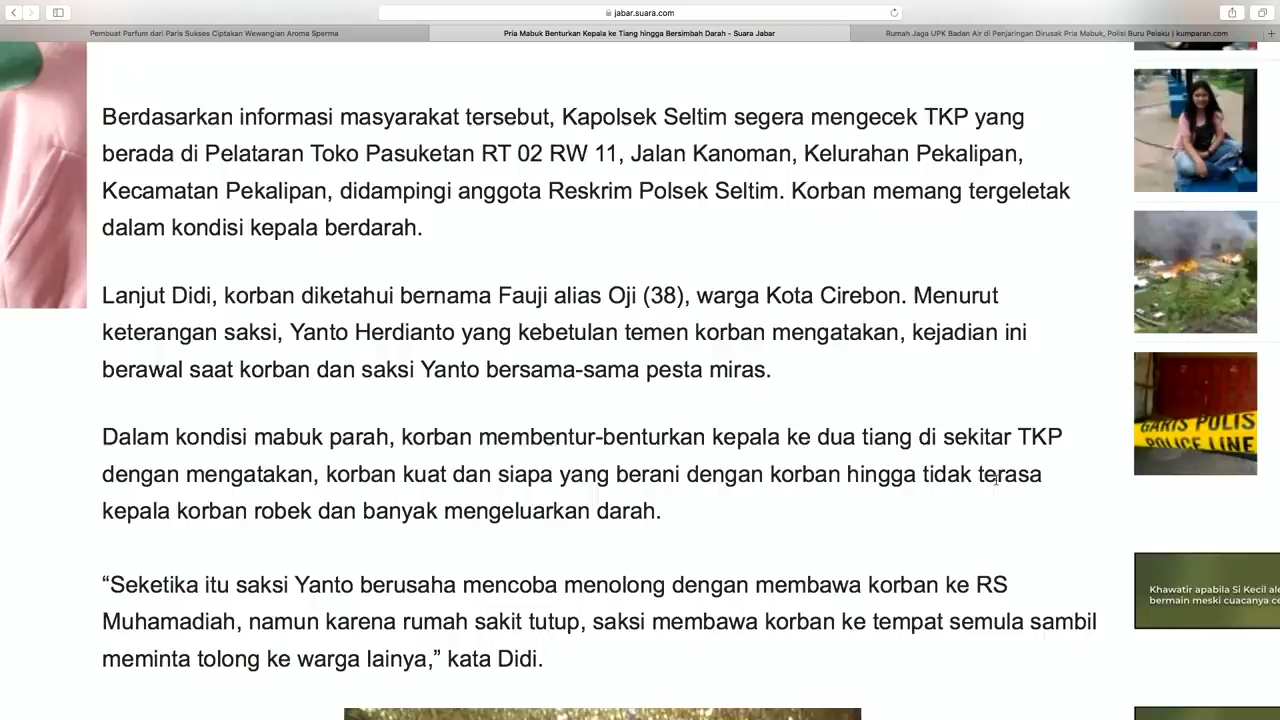 jabar.suara.com
Pembuat Parfum dari Paris Sukses Ciptakan Wewangian Aroma Sperma
Pria Mabuk Benturkan Kepala ke Tiang hingga Bersimbah Darah - Suara Jabar
Rumah Jaga UPK Badan Air di Penjaringan Dirusak Pria Mabuk, Polisi Buru Pelaku | kumparan.com
Berdasarkan informasi masyarakat tersebut, Kapolsek Seltim segera mengecek TKP yang
berada di Pelataran Toko Pasuketan RT 02 RW 11, Jalan Kanoman, Kelurahan Pekalipan,
Kecamatan Pekalipan, didampingi anggota Reskrim Polsek Seltim. Korban memang tergeletak
dalam kondisi kepala berdarah.
Lanjut Didi, korban diketahui bernama Fauji alias Oji (38), warga Kota Cirebon. Menurut
keterangan saksi, Yanto Herdianto yang kebetulan temen korban mengatakan, kejadian ini
berawal saat korban dan saksi Yanto bersama-sama pesta miras.
Dalam kondisi mabuk parah, korban membentur-benturkan kepala ke dua tiang di sekitar TKP
dengan mengatakan, korban kuat dan siapa yang berani dengan korban hingga tidak terasa
kepala korban robek dan banyak mengeluarkan darah.
“Seketika itu saksi Yanto berusaha mencoba menolong dengan membawa korban ke RS
Muhamadiah, namun karena rumah sakit tutup, saksi membawa korban ke tempat semula sambil
meminta tolong ke warga lainya,” kata Didi.
GARIS POLIS
POLICE LINE
Khawatir apabila Si Kecil
bermain meski cuacanya